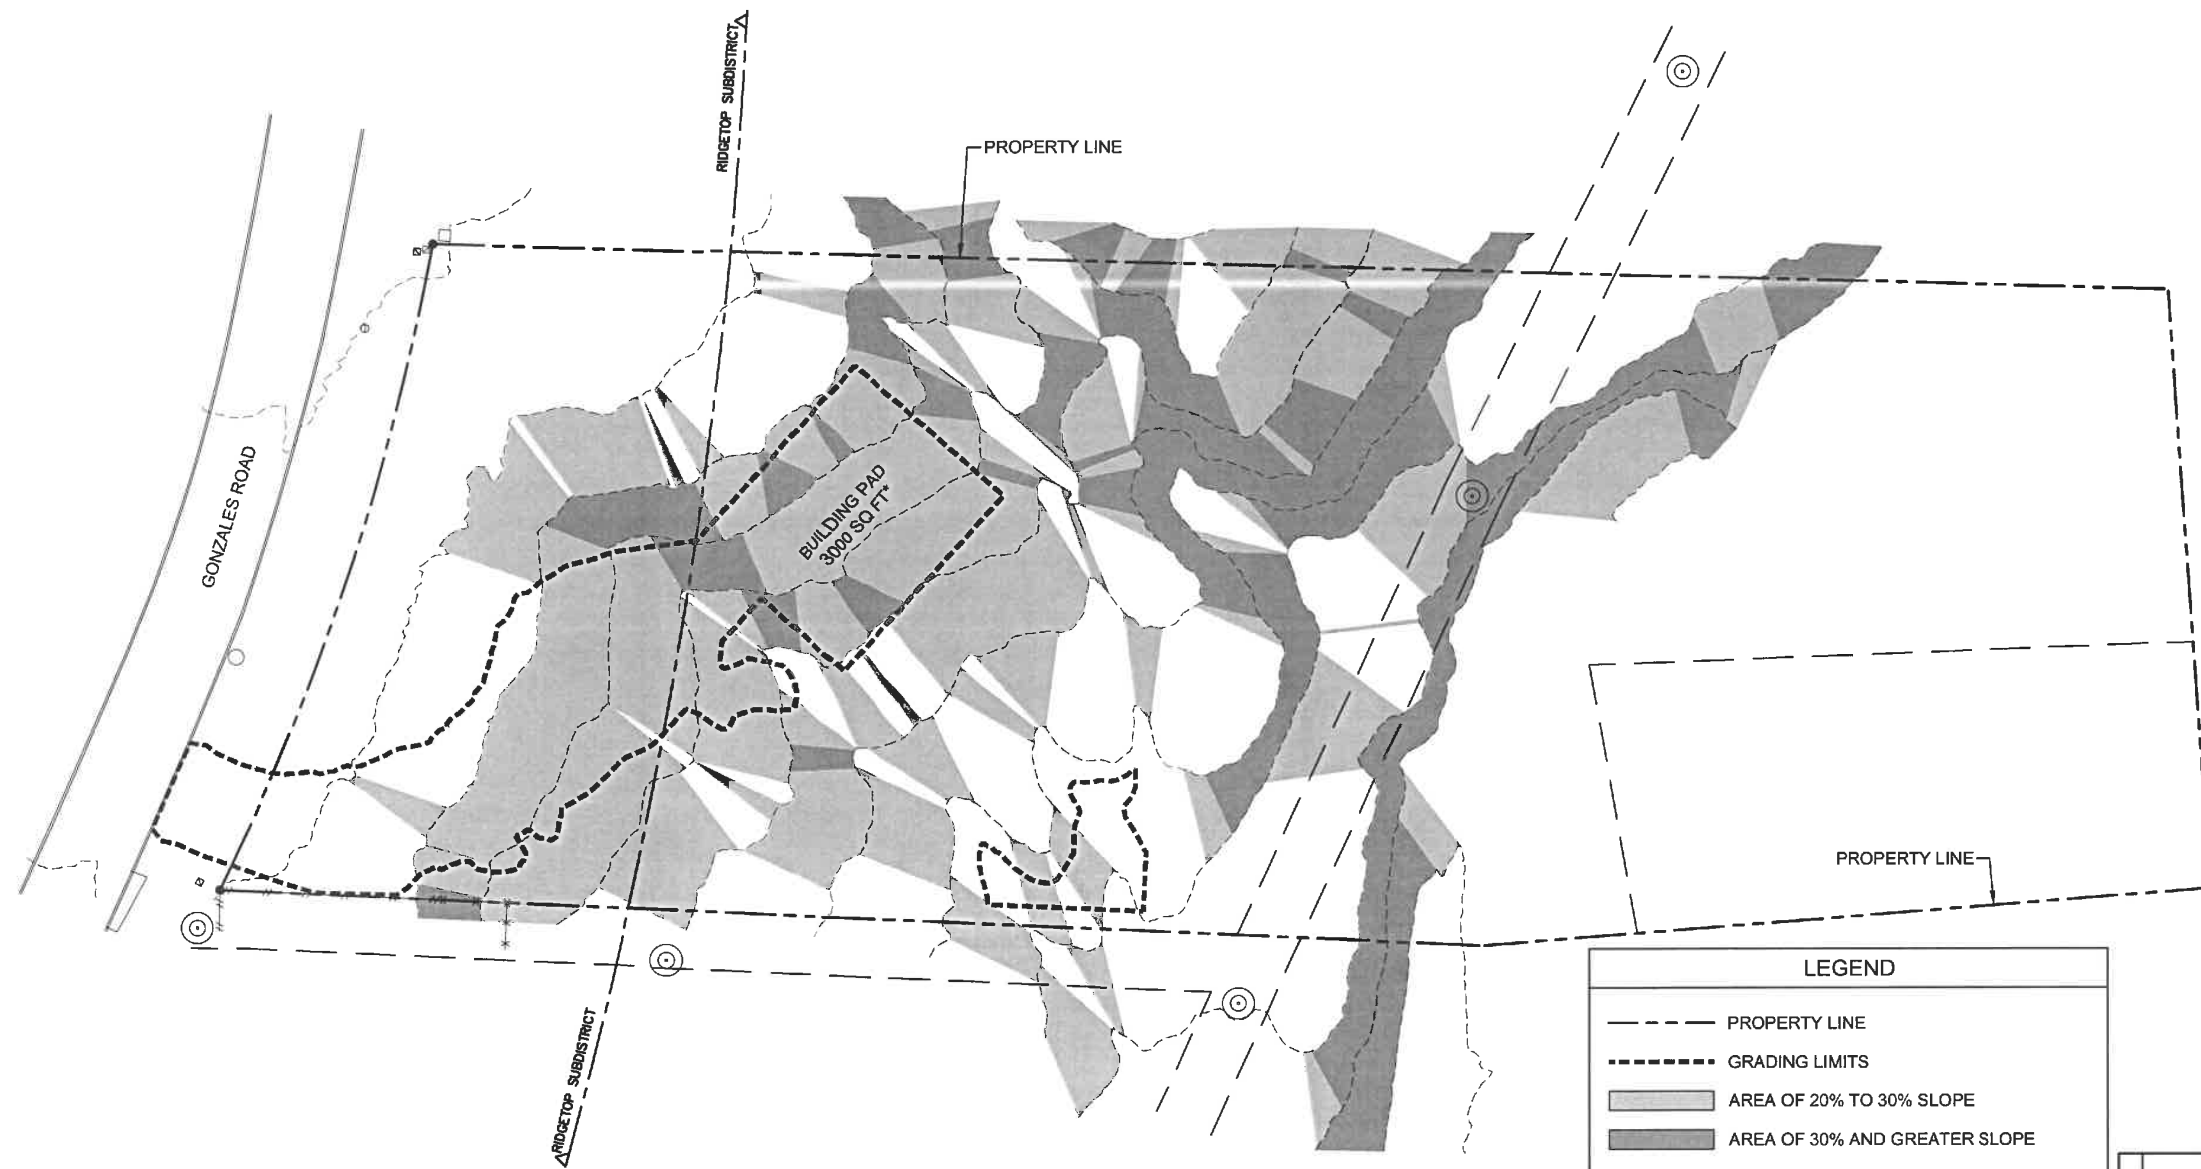 RIDGETOP SUBDISTRICT
PROPERTY LINE
GONZALES ROAD
BUILDING PAD
3000 SQ FT*
PROPERTY LINE
RIDGETOP SUBDISTRICT
LEGEND
PROPERTY LINE
GRADING LIMITS
AREA OF 20% TO 30% SLOPE
AREA OF 30% AND GREATER SLOPE